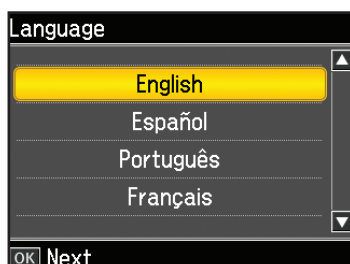 Language
English
Español
Português
Français
OK Next